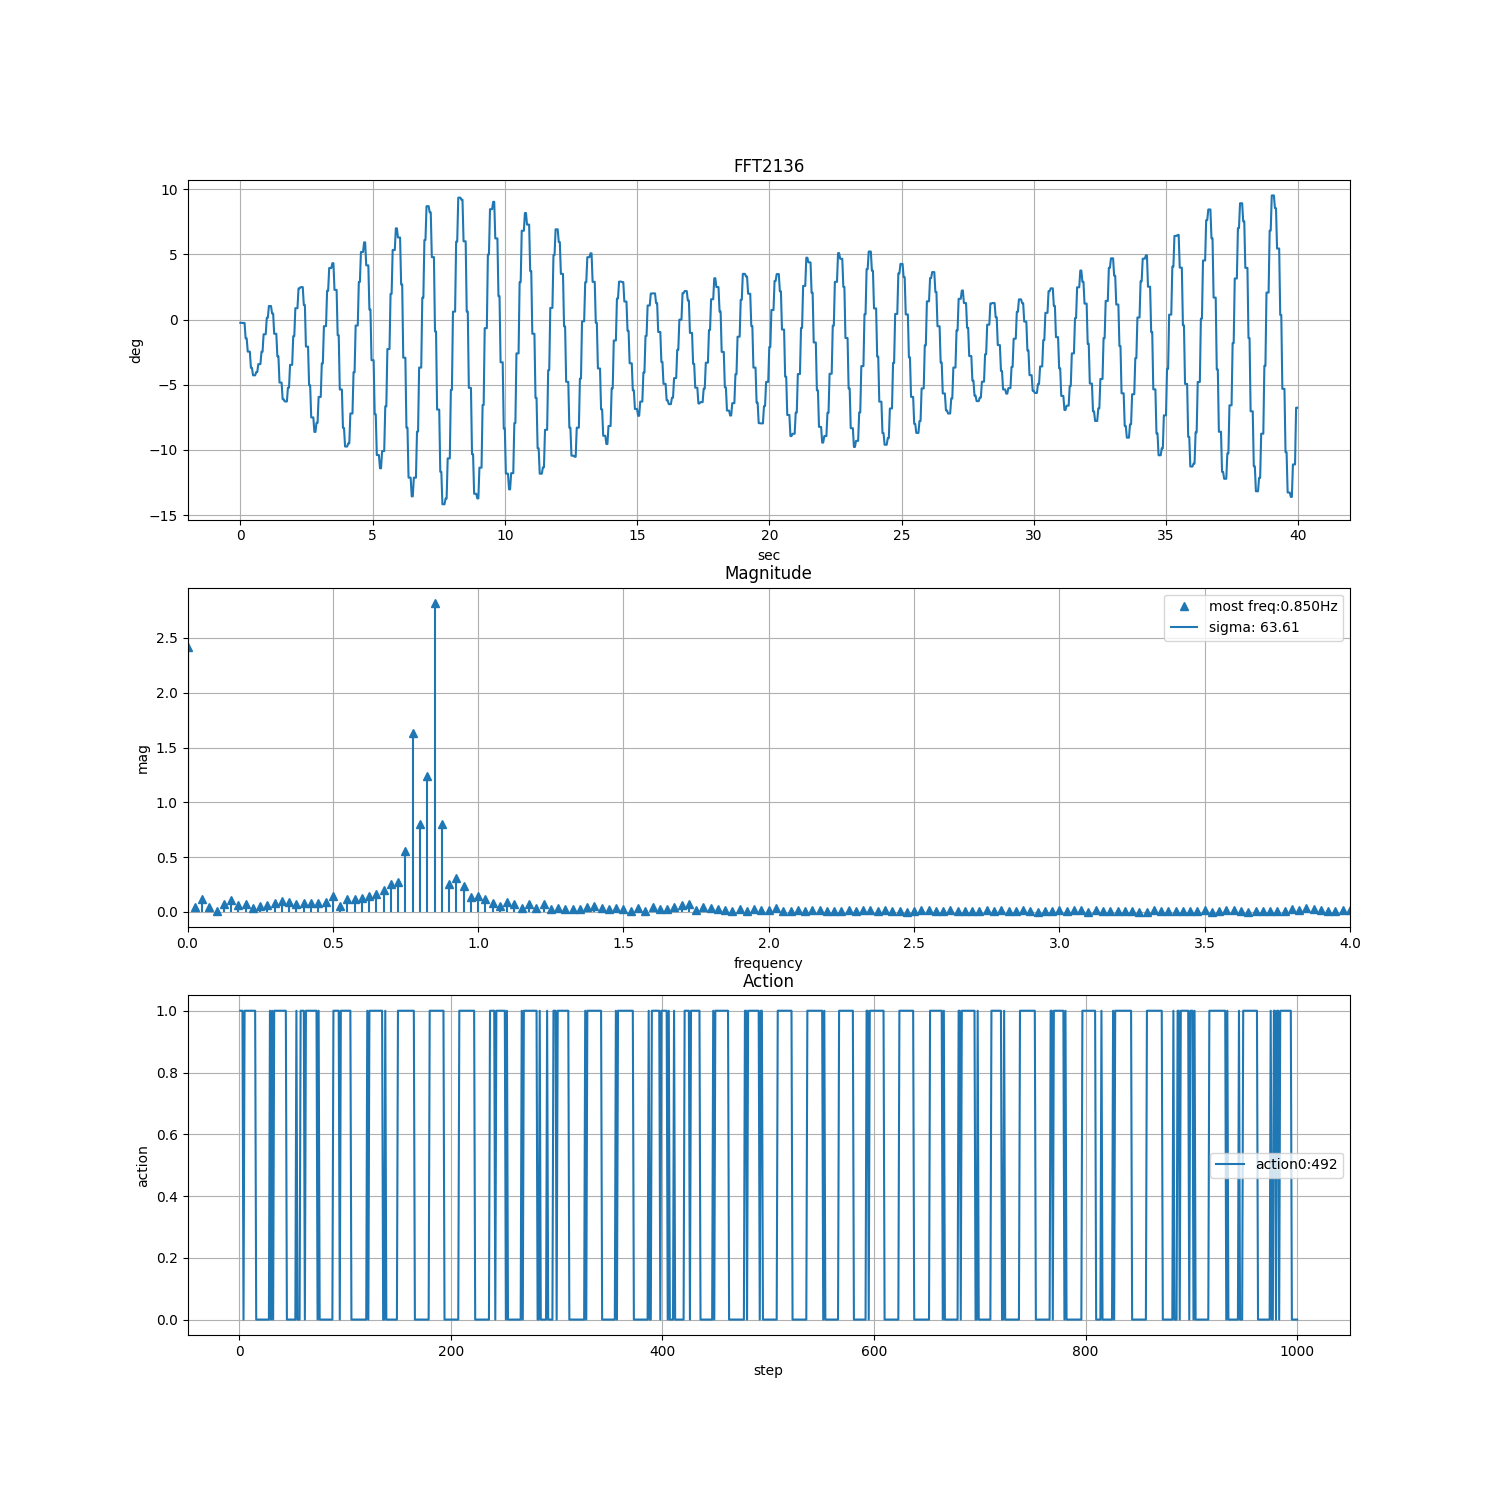 FFT2136
10
5
0
−5
−10
−15
deg
0 5 10 15 20 25 30 35 40
sec
Magnitude
most freq:0.850Hz
sigma: 63.61
2.5
2.0
1.5
1.0
0.5
0.0
mag
0.0 0.5 1.0 1.5 2.0 2.5 3.0 3.5 4.0
frequency
Action
1.0
0.8
0.6
0.4
0.2
0.0
action
action0:492
0 200 400 600 800 1000
step